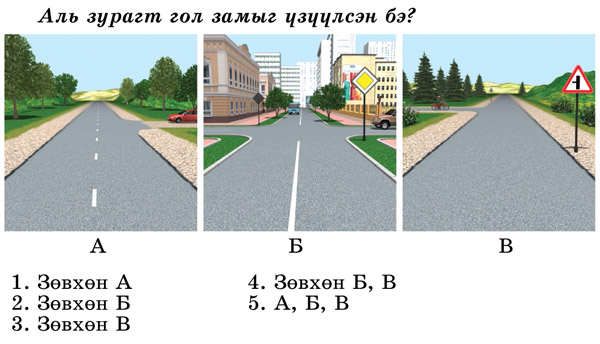 Аль зурагт гол замыг үзүүлсэн бэ?
А
Б
В
1. Зөвхөн А
2. Зөвхөн Б
3. Зөвхөн В
4. Зөвхөн Б, В
5. А, Б, В